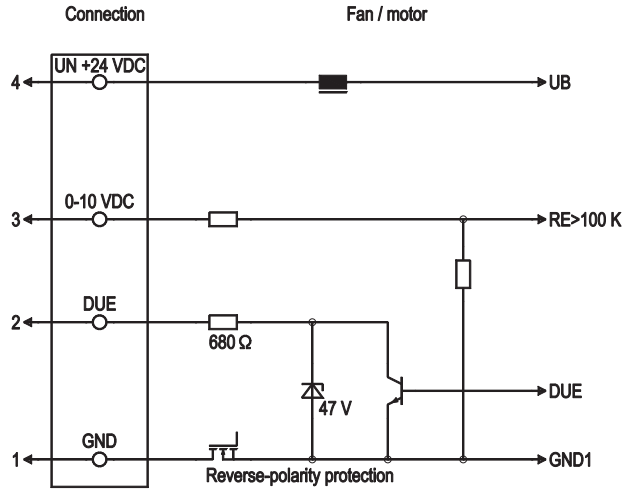 Connection Fan / motor
UN +24 VDC
4 UB
0-10 VDC
3 RE>100 K
DUE
2
680 Ω
DUE
47 V
GND
1 GND1
Reverse-polarity protection